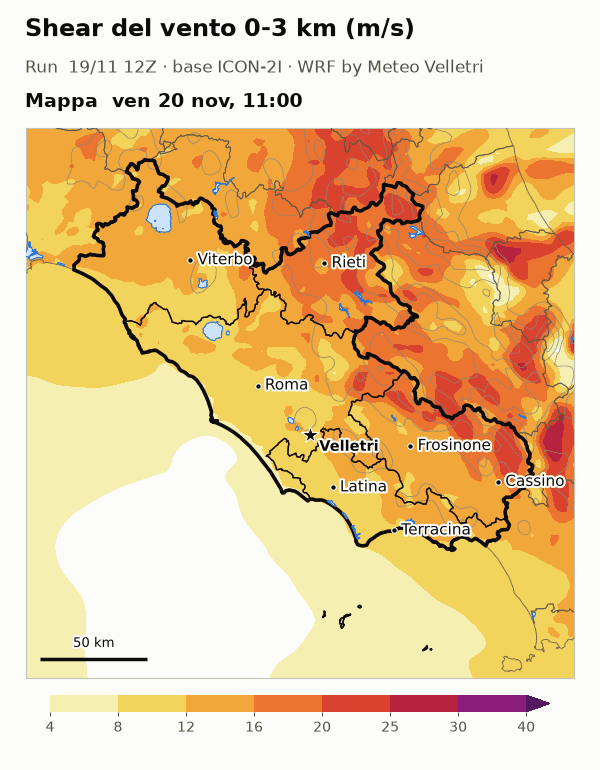 Shear del vento 0-3 km (m/s)
Run  19/11 12Z · base ICON-2I · WRF by Meteo Velletri
Mappa  ven 20 nov, 11:00
Viterbo
Rieti
Roma
Velletri
Frosinone
Cassino
Latina
Terracina
50 km
4 8 12 16 20 25 30 40